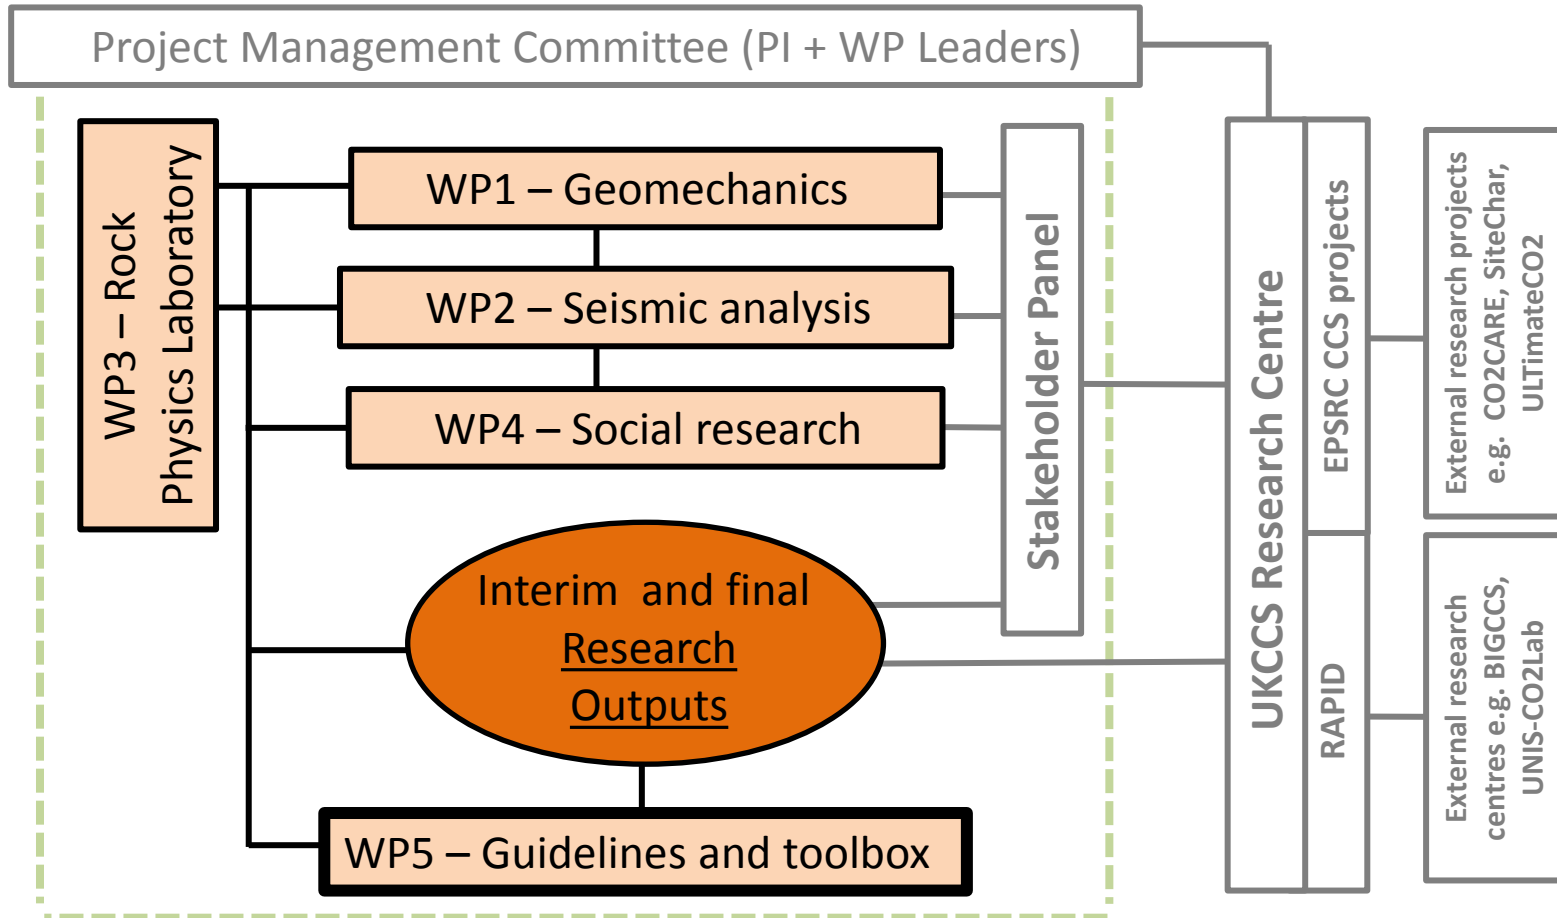 Project Management Committee (PI + WP Leaders)
WP3 – Rock
Physics Laboratory
WP1 – Geomechanics
WP2 – Seismic analysis
WP4 – Social research
Interim and final
Research
Outputs
WP5 – Guidelines and toolbox
Stakeholder Panel
UKCCS Research Centre
EPSRC CCS projects
RAPID
External research projects
e.g. CO2CARE, SiteChar,
ULTimateCO2
External research
centres e.g. BIGCCS,
UNIS-CO2Lab